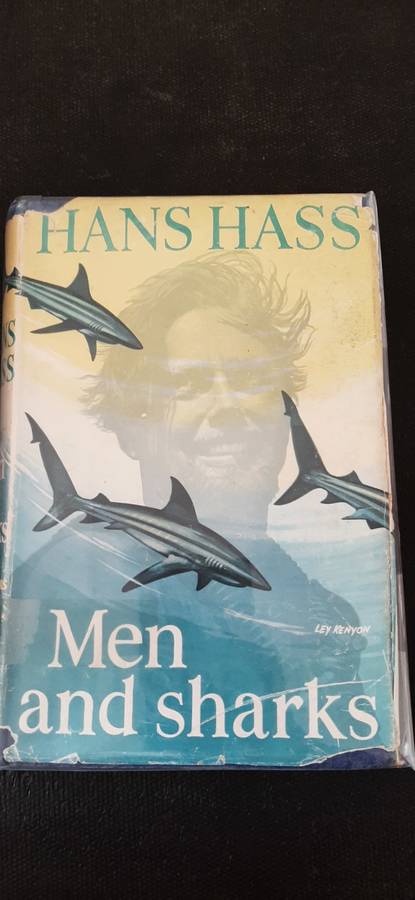 HANS HASS
LEY KENYON
Men
and sharks